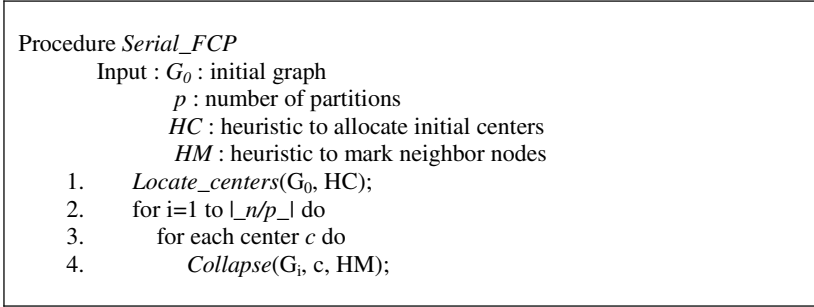 Procedure Serial_FCP
Input : G0 : initial graph
p : number of partitions
HC : heuristic to allocate initial centers
HM : heuristic to mark neighbor nodes
1. Locate_centers(G0, HC);
2. for i=1 to |_n/p_| do
3. for each center c do
4. Collapse(Gi, c, HM);